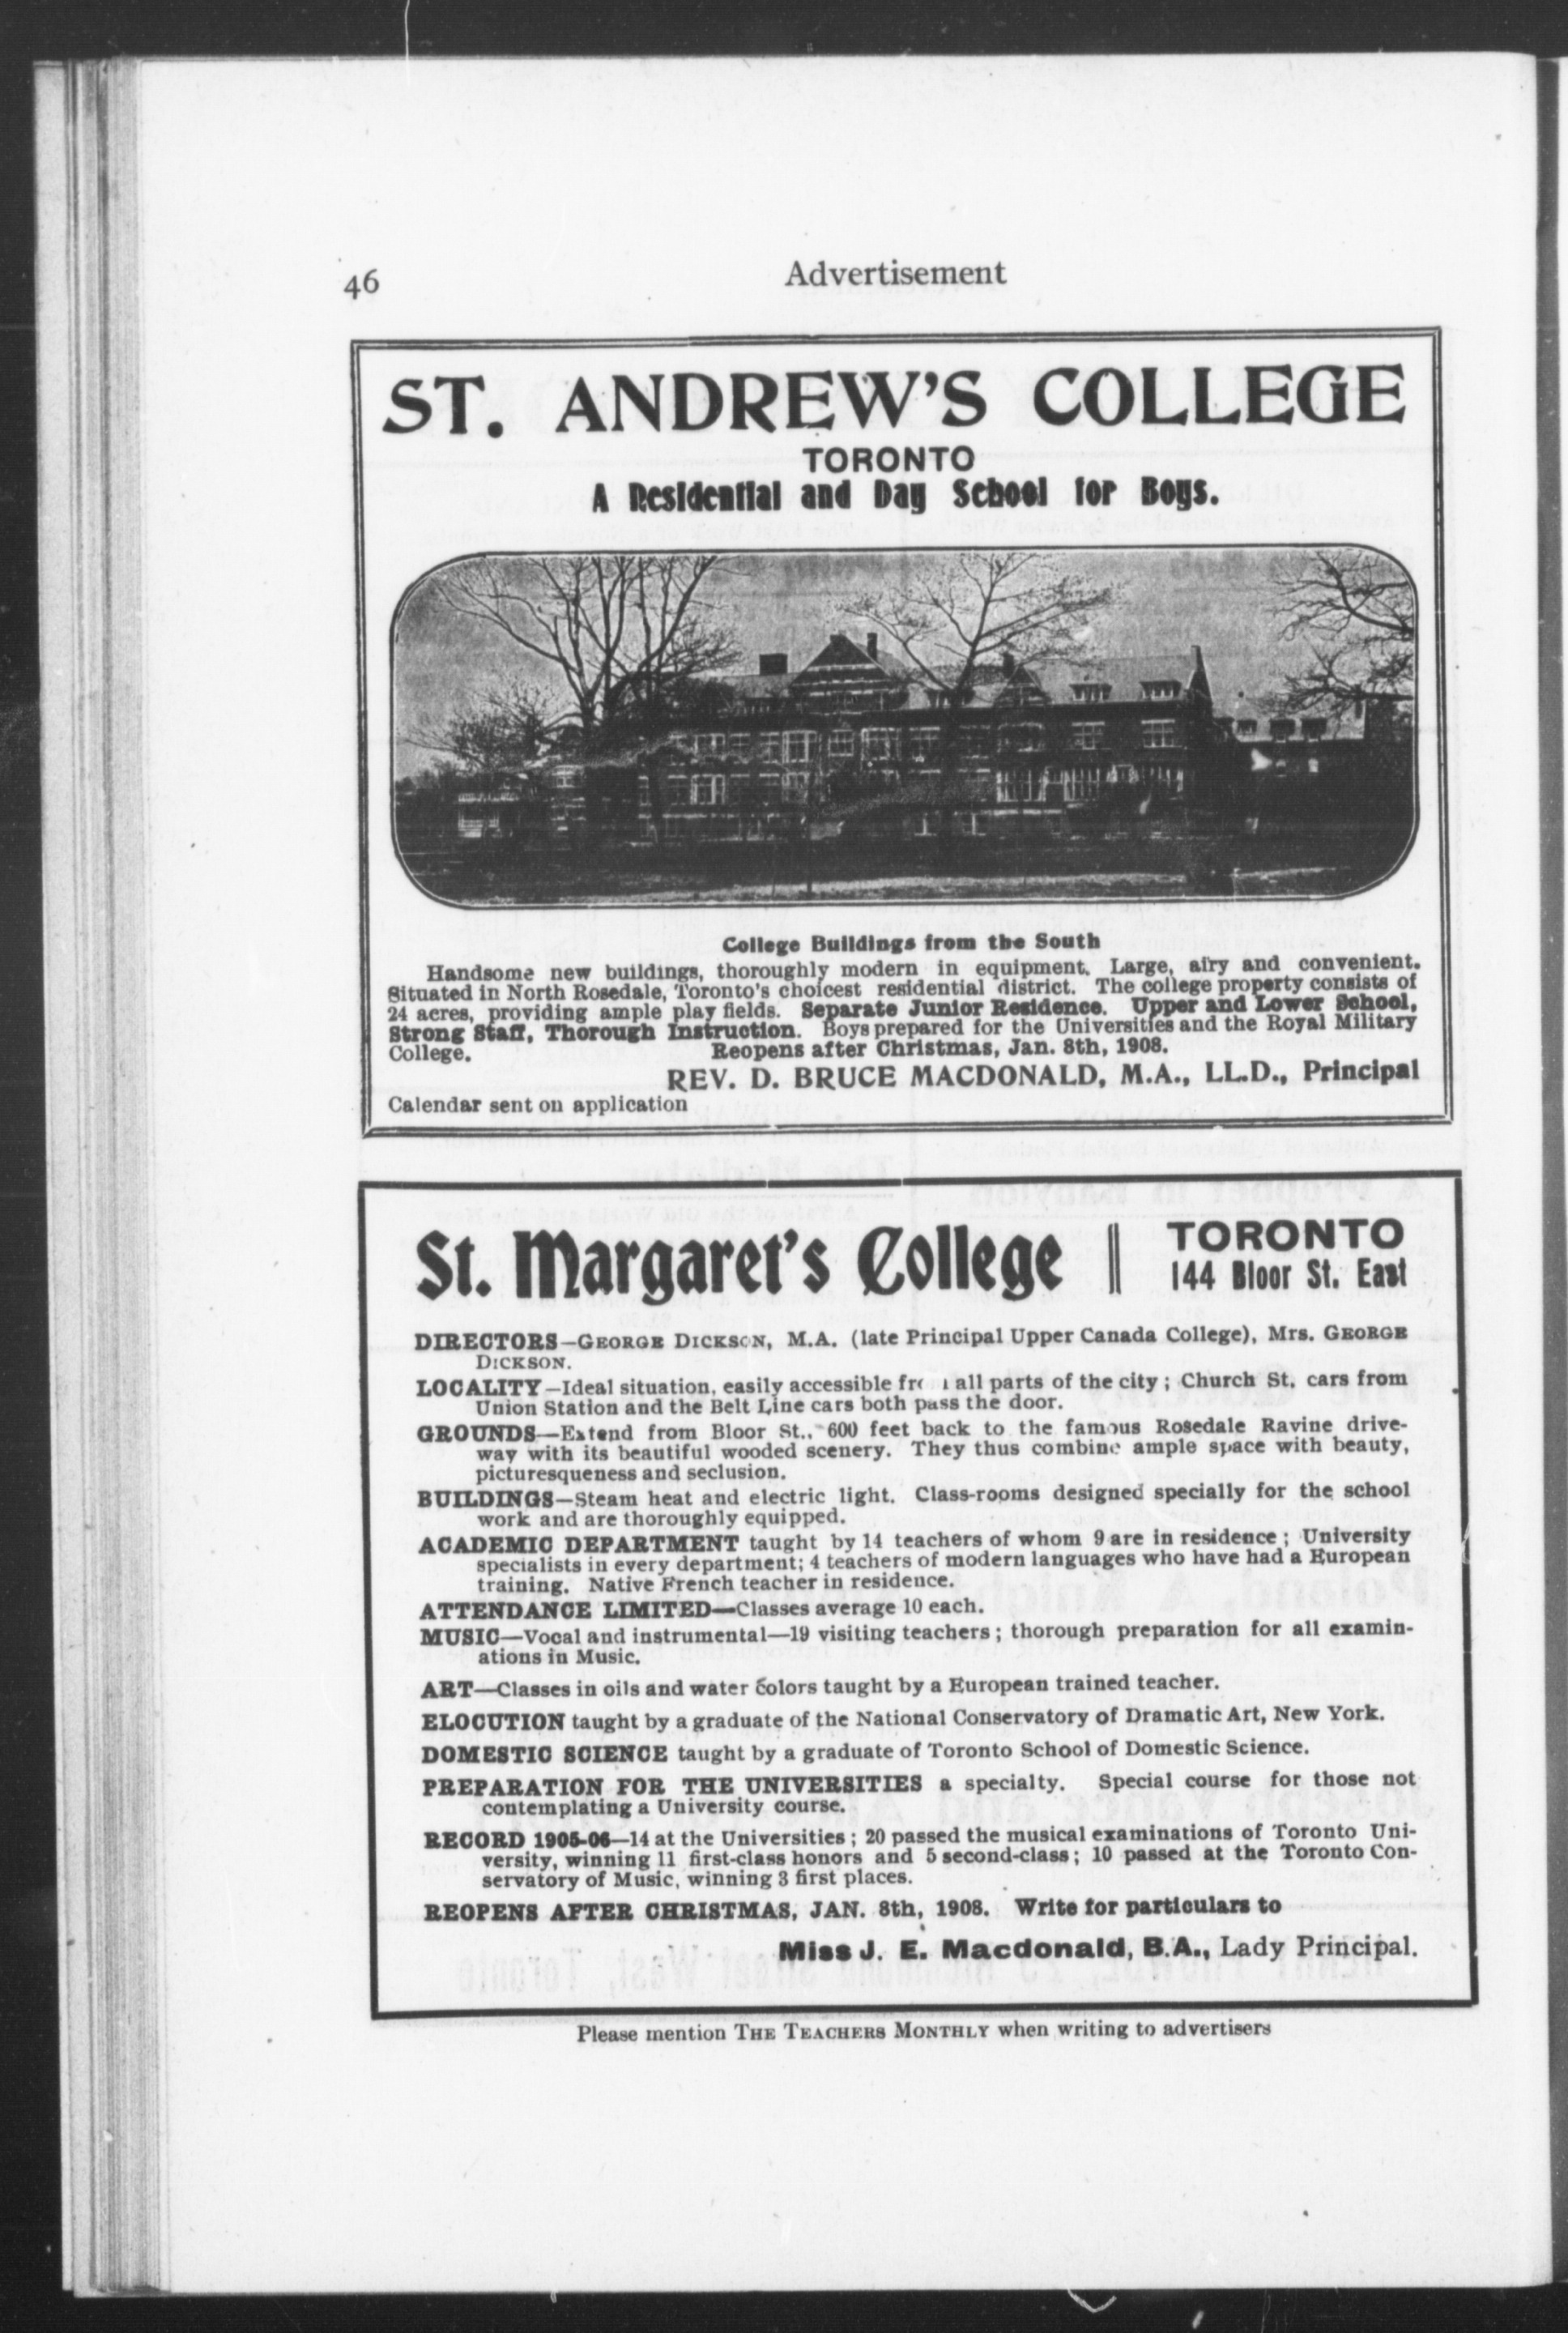 46
Advertisement
ST. ANDREW'S COLLEGE
TORONTO
A Residential and Day School for Boys.
College Buildings from the South
Handsome new buildings, thoroughly modern in equipment. Large, airy and convenient.
Situated in North Rosedale, Toronto's choicest residential district. The college property consists of
24 acres, providing ample play fields. Separate Junior Residence. Upper and Lower School,
Strong Staff, Thorough Instruction. Boys prepared for the Universities and the Royal Military
College. Reopens after Christmas, Jan. 8th, 1908.
REV. D. BRUCE MACDONALD, M.A., LL.D., Principal
Calendar sent on application
St. Margaret's College
TORONTO
144 Bloor St. East
DIRECTORS—GEORGE DICKSON, M.A. (late Principal Upper Canada College), Mrs. GEORGE
DICKSON.
LOCALITY—Ideal situation, easily accessible all parts of the city; Church St. cars from
Union Station and the Belt Line cars both pass the door.
GROUNDS—Extend from Bloor St., 600 feet back to the famous Rosedale Ravine drive-
way with its beautiful wooded scenery. They thus combine ample space with beauty,
picturesqueness and seclusion.
BUILDINGS—Steam heat and electric light. Class-rooms designed specially for the school
work and are thoroughly equipped.
ACADEMIC DEPARTMENT taught by 14 teachers of whom 9 are in residence; University
specialists in every department; 4 teachers of modern languages who have had a European
training. Native French teacher in residence.
ATTENDANCE LIMITED—Classes average 10 each.
MUSIC—Vocal and instrumental—19 visiting teachers; thorough preparation for all examin-
ations in Music.
ART—Classes in oils and water colors taught by a European trained teacher.
ELOCUTION taught by a graduate of the National Conservatory of Dramatic Art, New York.
DOMESTIC SCIENCE taught by a graduate of Toronto School of Domestic Science.
PREPARATION FOR THE UNIVERSITIES a specialty. Special course for those not
contemplating a University course.
RECORD 1905-06—14 at the Universities; 20 passed the musical examinations of Toronto Uni-
versity, winning 11 first-class honors and 5 second-class; 10 passed at the Toronto Con-
servatory of Music, winning 3 first places.
REOPENS AFTER CHRISTMAS, JAN. 8th, 1908. Write for particulars to
Miss J. E. Macdonald, B.A., Lady Principal.
Please mention THE TEACHERS MONTHLY when writing to advertisers